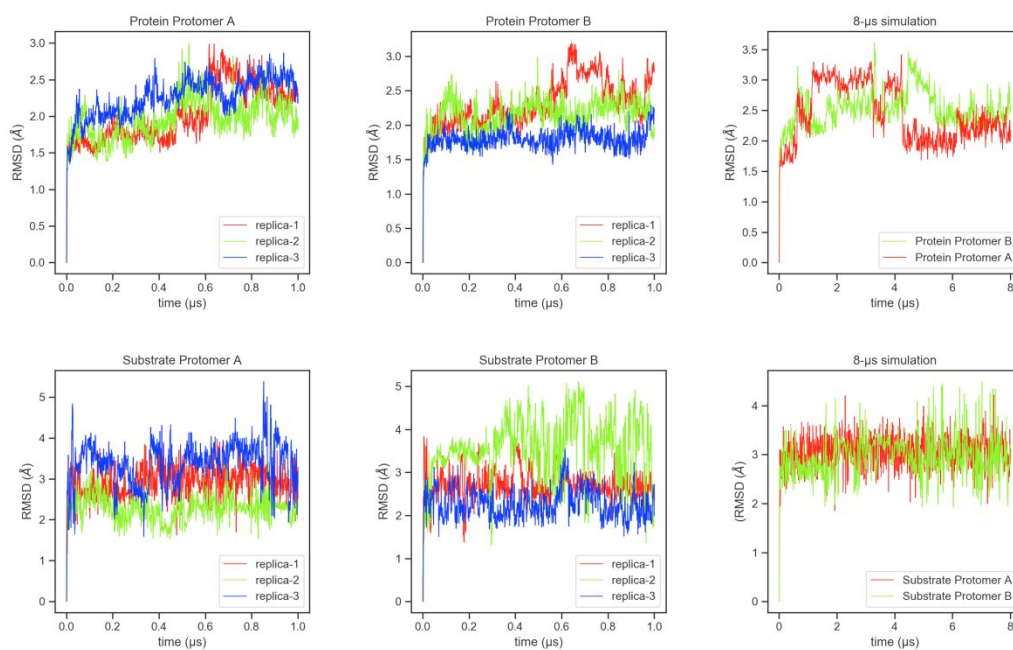 Protein Protomer A
3.0
2.5
2.0
1.5
1.0
0.5
0.0
RMSD (Å)
replica-1
replica-2
replica-3
0.0 0.2 0.4 0.6 0.8 1.0
time (μs)
Protein Protomer B
3.0
2.5
2.0
1.5
1.0
0.5
0.0
RMSD (Å)
replica-1
replica-2
replica-3
0.0 0.2 0.4 0.6 0.8 1.0
time (μs)
8-μs simulation
3.5
3.0
2.5
2.0
1.5
1.0
0.5
0.0
RMSD (Å)
Protein Protomer B
Protein Protomer A
0 2 4 6 8
time (μs)
Substrate Protomer A
5
4
3
2
1
0
RMSD (Å)
replica-1
replica-2
replica-3
0.0 0.2 0.4 0.6 0.8 1.0
time (μs)
Substrate Protomer B
5
4
3
2
1
0
RMSD (Å)
replica-1
replica-2
replica-3
0.0 0.2 0.4 0.6 0.8 1.0
time (μs)
8-μs simulation
4
3
2
1
0
(RMSD (Å)
Substrate Protomer A
Substrate Protomer B
0 2 4 6 8
time (μs)